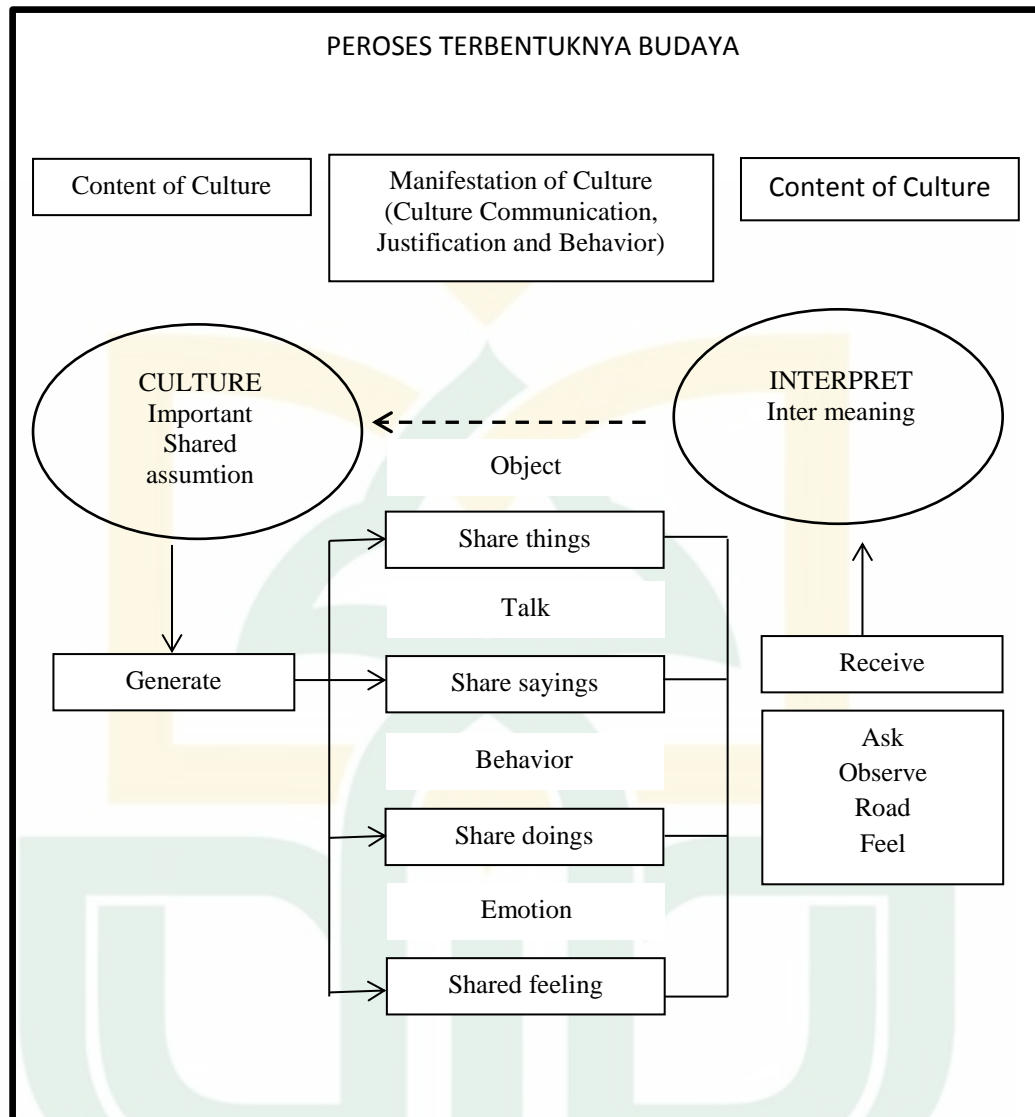 PEROSES TERBENTUKNYA BUDAYA
Content of Culture
Manifestation of Culture
(Culture Communication,
Justification and Behavior)
Content of Culture
CULTURE
Important
Shared
assumtion
INTERPRET
Inter meaning
Object
Share things
Talk
Generate
Share sayings
Receive
Behavior
Ask
Observe
Road
Feel
Share doings
Emotion
Shared feeling